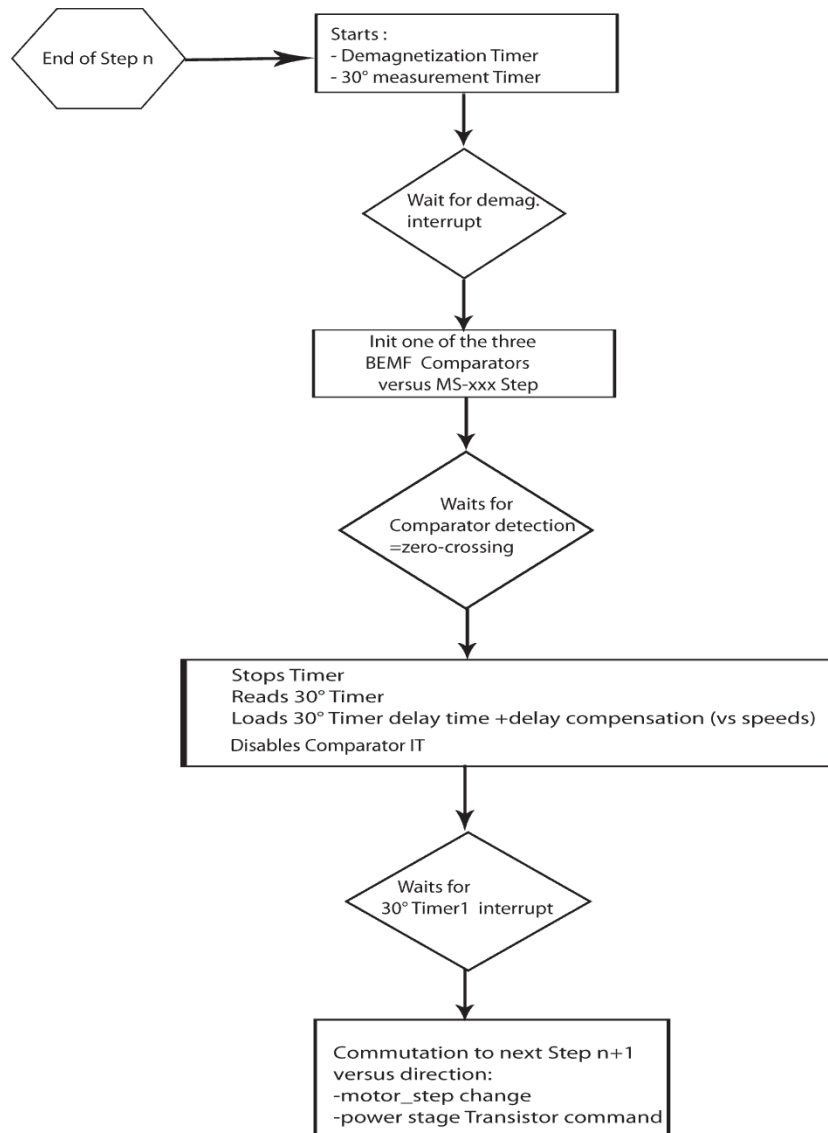 End of Step n
Starts :
- Demagnetization Timer
- 30° measurement Timer
Wait for demag.
interrupt
Init one of the three
BEMF Comparators
versus MS-xxx Step
Waits for
Comparator detection
=zero-crossing
Stops Timer
Reads 30° Timer
Loads 30° Timer delay time +delay compensation (vs speeds)
Disables Comparator IT
Waits for
30° Timer1 interrupt
Commutation to next Step n+1
versus direction:
-motor_step change
-power stage Transistor command